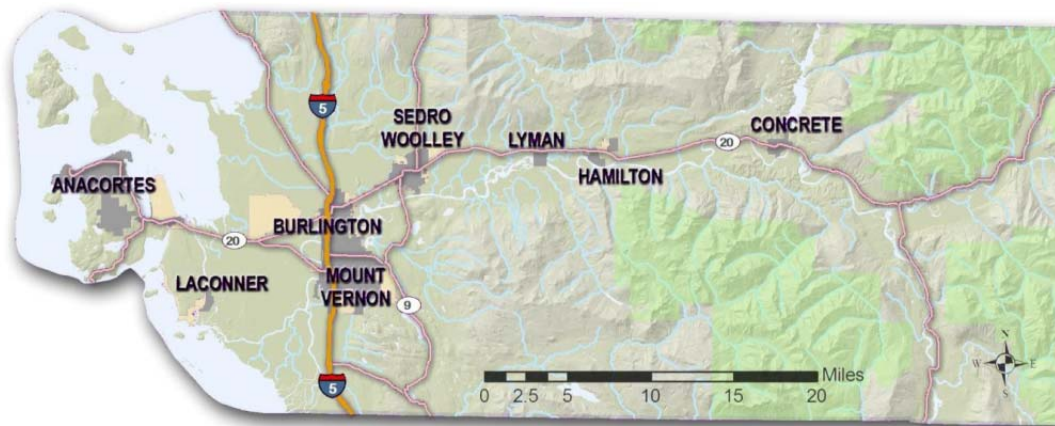 5
SEDRO
WOOLLEY
LYMAN
20
CONCRETE
HAMILTON
ANACORTES
BURLINGTON
20
LACONNER
MOUNT
VERNON
9
5
N
W E
S
0 2.5 5 10 15 20 Miles